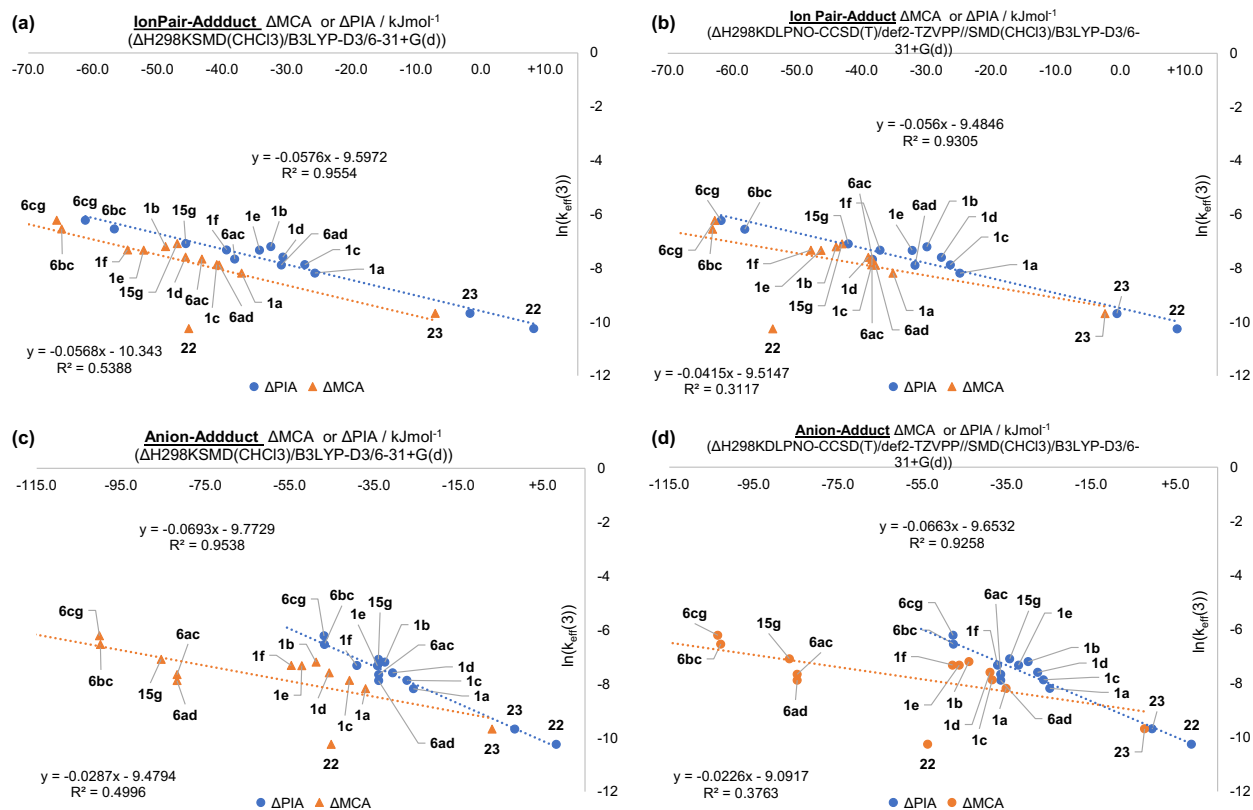 (a)
IonPair-Addduct ΔMCA or ΔPIA / kJmol-1
(ΔH298KSMD(CHCl3)/B3LYP-D3/6-31+G(d))
-70.0 -60.0 -50.0 -40.0 -30.0 -20.0 -10.0 0.0 +10.0
0
-2
-4
-6
-8
-10
-12
ln(keff(3))
y = -0.0576x - 9.5972
R² = 0.9554
6cg 6cg 6bc 1b 15g 1f 6ac 1e 1b 1d 6ad 1c 1a 23 22
6bc 1f 1e 15g 1d 6ac 1c 6ad 1a 23
22
y = -0.0568x - 10.343
R² = 0.5388
ΔPIA ΔMCA
(b)
Ion Pair-Adduct ΔMCA or ΔPIA / kJmol-1
(ΔH298KDLPNO-CCSD(T)/def2-TZVPP//SMD(CHCl3)/B3LYP-D3/6-
31+G(d))
-70.0 -60.0 -50.0 -40.0 -30.0 -20.0 -10.0 0.0 +10.0
0
-2
-4
-6
-8
-10
-12
ln(keff(3))
y = -0.056x - 9.4846
R² = 0.9305
6cg 6bc 15g 1f 6ac 1e 6ad 1b 1d 1c 1a 23 22
6cg 6bc 1f 1e 1b 15g 1d 1c 6ac 6ad 1a 23
22
y = -0.0415x - 9.5147
R² = 0.3117
ΔPIA ΔMCA
(c)
Anion-Addduct ΔMCA or ΔPIA / kJmol-1
(ΔH298KSMD(CHCl3)/B3LYP-D3/6-31+G(d))
-115.0 -95.0 -75.0 -55.0 -35.0 -15.0 +5.0
0
-2
-4
-6
-8
-10
-12
ln(keff(3))
y = -0.0693x - 9.7729
R² = 0.9538
6cg 6bc 15g 1e 1b 1f 6ac 1d 1c 1a 6ad 23 22
6cg 6bc 15g 6ac 6ad 1f 1e 1b 1d 1c 1a 23
22
y = -0.0287x - 9.4794
R² = 0.4996
ΔPIA ΔMCA
(d)
Anion-Adduct ΔMCA or ΔPIA / kJmol-1
(ΔH298KDLPNO-CCSD(T)/def2-TZVPP//SMD(CHCl3)/B3LYP-D3/6-
31+G(d))
-115.0 -95.0 -75.0 -55.0 -35.0 -15.0 +5.0
0
-2
-4
-6
-8
-10
-12
ln(keff(3))
y = -0.0663x - 9.6532
R² = 0.9258
6cg 6bc 6ac 15g 1e 1b 1d 1c 1a 6ad 23 22
6cg 6bc 15g 6ac 6ad 1f 1e 1b 1d 1c 1a 23
22
y = -0.0226x - 9.0917
R² = 0.3763
ΔPIA ΔMCA